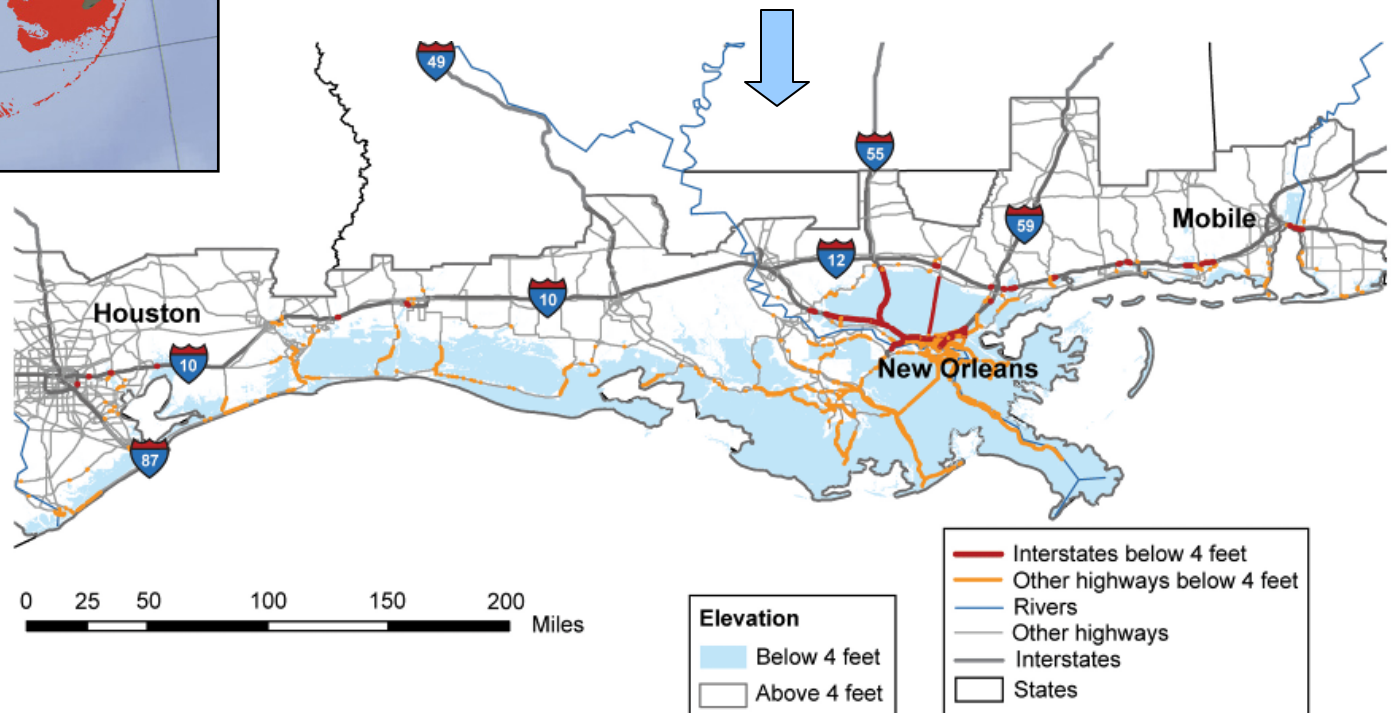 49
55
59
Mobile
12
10
Houston
10
New Orleans
87
0 25 50 100 150 200
Miles
Elevation
Below 4 feet
Above 4 feet
Interstates below 4 feet
Other highways below 4 feet
Rivers
Other highways
Interstates
States